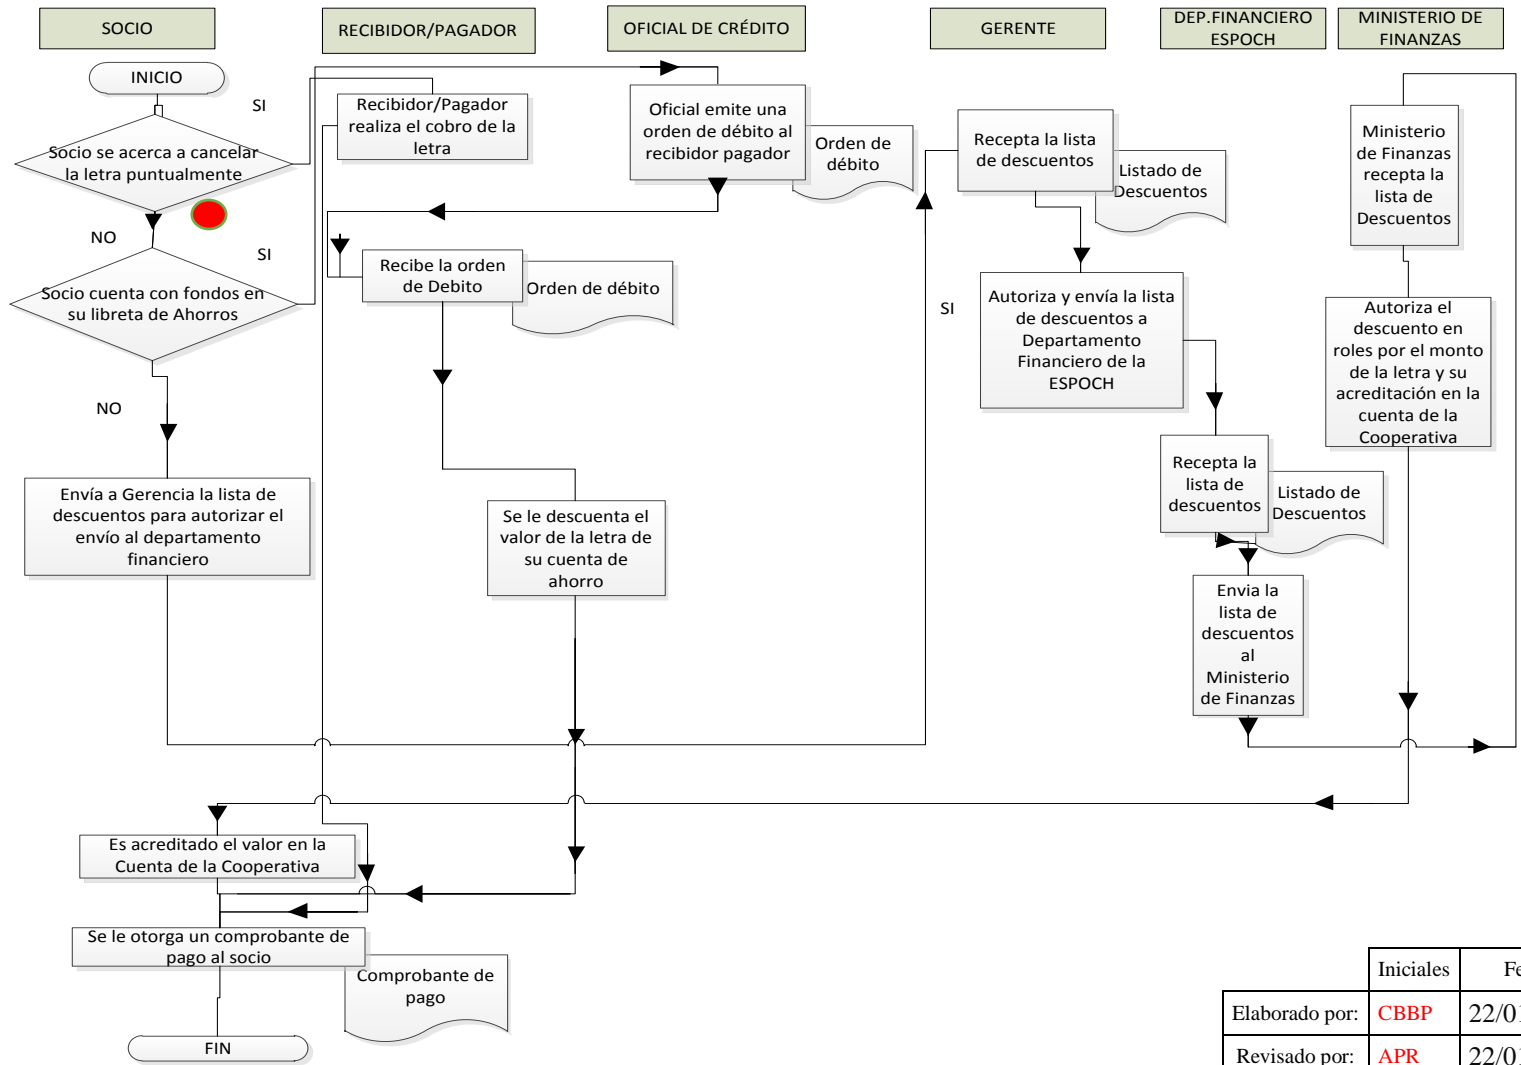 SOCIO
RECIBIDOR/PAGADOR
OFICIAL DE CRÉDITO
GERENTE
DEP.FINANCIERO
ESPOCH
MINISTERIO DE
FINANZAS
INICIO
SI
Socio se acerca a cancelar
la letra puntualmente
NO
SI
Socio cuenta con fondos en
su libreta de Ahorros
NO
Envía a Gerencia la lista de
descuentos para autorizar el
envío al departamento
financiero
Es acreditado el valor en la
Cuenta de la Cooperativa
Se le otorga un comprobante de
pago al socio
Comprobante de
pago
FIN
Recibidor/Pagador
realiza el cobro de la
letra
Recibe la orden
de Debito
Orden de débito
Se le descuenta el
valor de la letra de
su cuenta de
ahorro
Oficial emite una
orden de débito al
recibidor pagador
Orden de
débito
Recepta la lista
de descuentos
Listado de
Descuentos
SI
Autoriza y envía la lista
de descuentos a
Departamento
Financiero de la
ESPOCH
Recepta la
lista de
descuentos
Listado de
Descuentos
Envia la
lista de
descuentos
al
Ministerio
de Finanzas
Ministerio
de Finanzas
recepta la
lista de
Descuentos
Autoriza el
descuento en
roles por el monto
de la letra y su
acreditación en la
cuenta de la
Cooperativa
Iniciales
Elaborado por: CBBP
Revisado por: APR